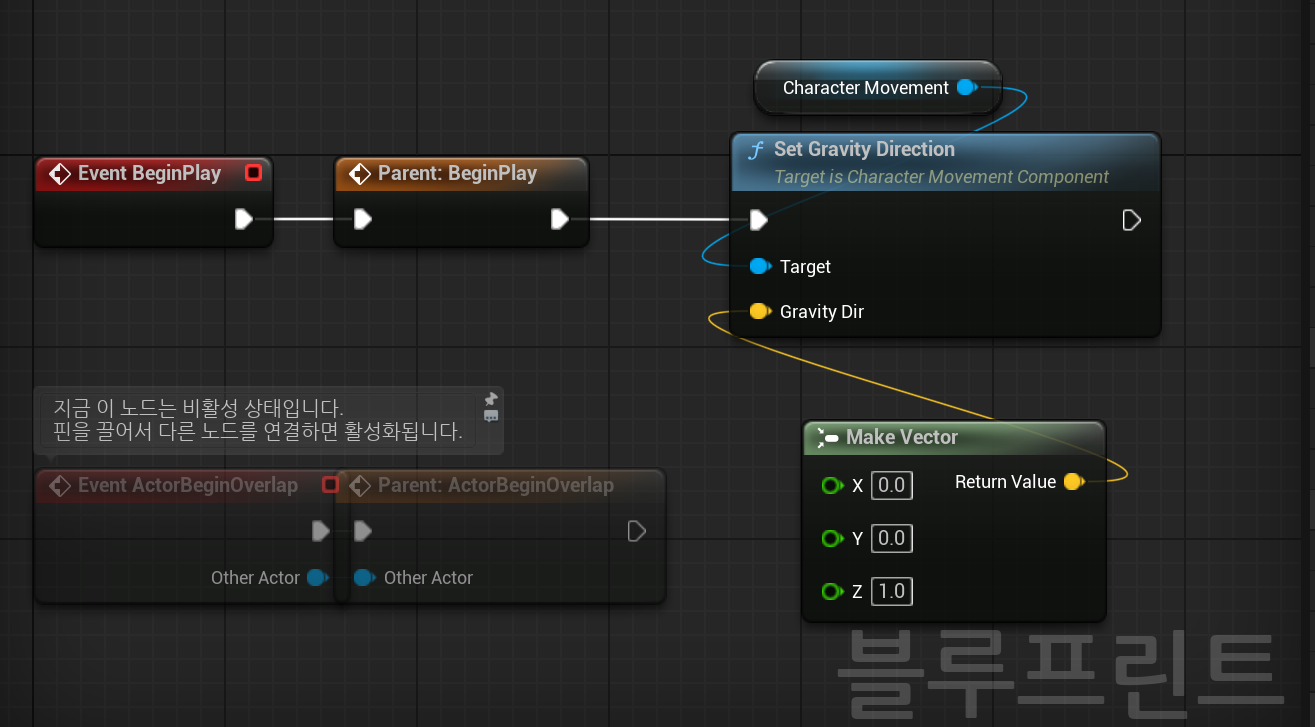 Character Movement
Event BeginPlay
Parent: BeginPlay
f Set Gravity Direction
Target is Character Movement Component
Target
Gravity Dir
지금 이 노드는 비활성 상태입니다.
핀을 끌어서 다른 노드를 연결하면 활성화됩니다.
Event ActorBeginOverlap
Parent: ActorBeginOverlap
Other Actor
Other Actor
Make Vector
X 0.0
Return Value
Y 0.0
Z 1.0
블루프린트